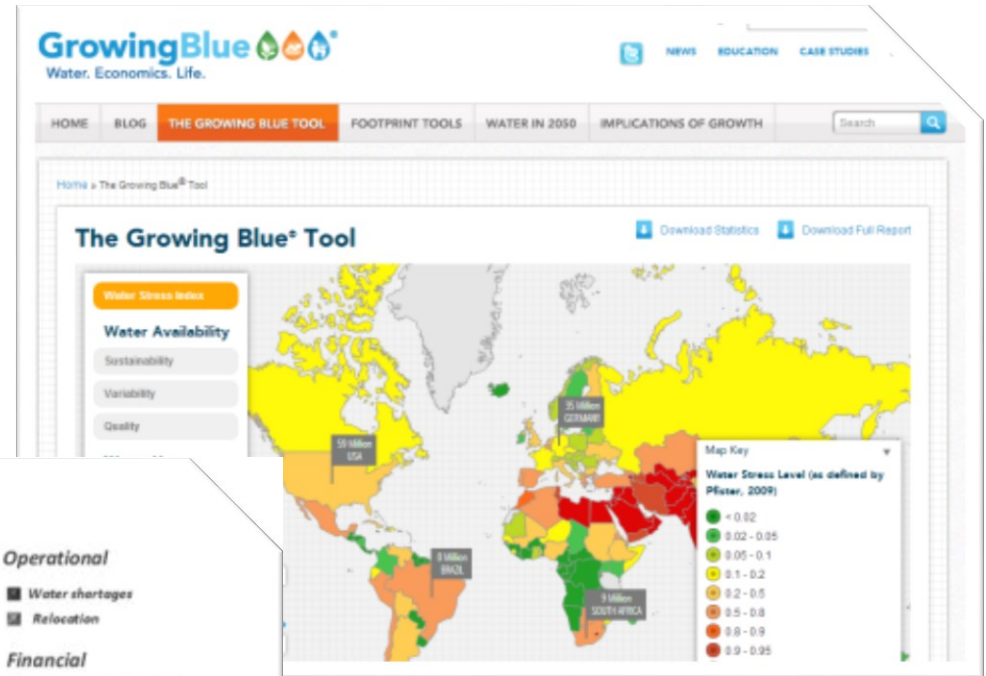 GrowingBlue
Water. Economics. Life.
NEWS EDUCATION CASE STUDIES
HOME BLOG THE GROWING BLUE TOOL FOOTPRINT TOOLS WATER IN 2050 IMPLICATIONS OF GROWTH Search
Home » The Growing Blue® Tool
The Growing Blue® Tool
Download Statistics Download Full Report
Water Stress Index
Water Availability
Sustainability
Variability
Quality
59 Million
USA
35 Million
GERMANY
8 Million
BRAZIL
9 Million
SOUTH AFRICA
Map Key
Water Stress Level (as defined by
Pfister, 2009)
< 0.02
0.02 - 0.05
0.05 - 0.1
0.1 - 0.2
0.2 - 0.5
0.5 - 0.8
0.8 - 0.9
0.9 - 0.95
Operational
Water shortages
Relocation
Financial